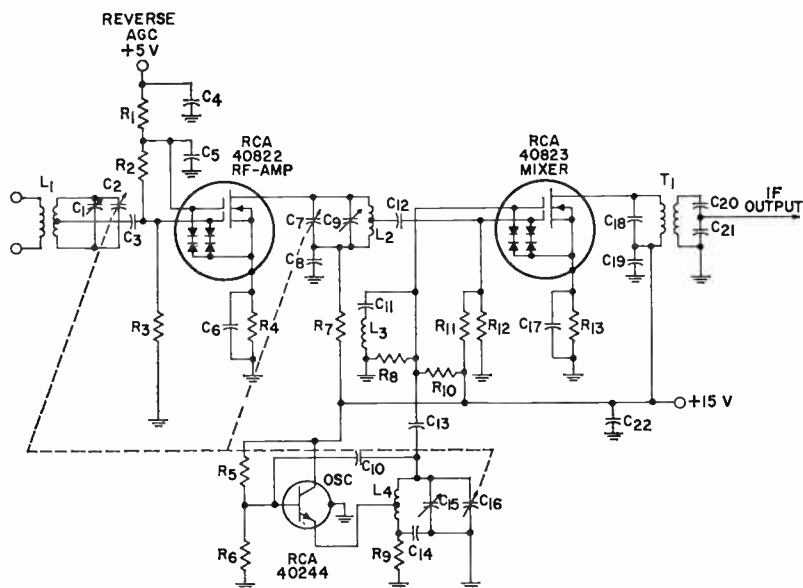 REVERSE
AGC
+5 V
C4
R1
C5
R2
RCA
40822
RF-AMP
RCA
40823
MIXER
L1
C1
C2
C3
C7
C9
L2
C12
C8
T1
C18
C19
C20
C21
IF
OUTPUT
R3
C6
R4
R7
C11
L3
R8
R11
R12
R10
C17
R13
+15 V
C22
C13
R5
C10
OSC
L4
C15
C16
C14
R6
R9
RCA
40244